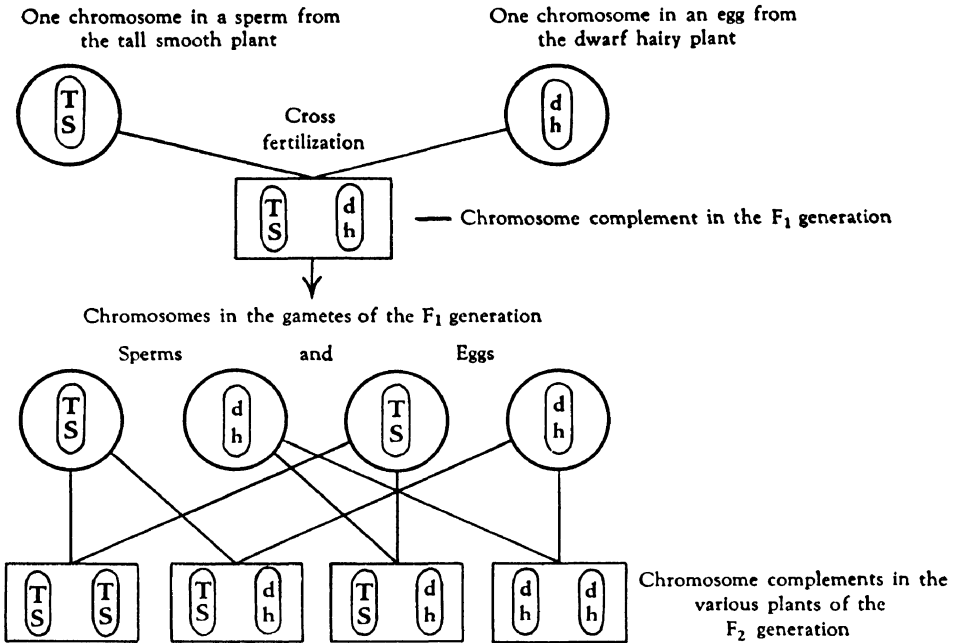 One chromosome in a sperm from
the tall smooth plant
One chromosome in an egg from
the dwarf hairy plant
T
S
d
h
Cross
fertilization
T
S
d
h
Chromosome complement in the F₁ generation
Chromosomes in the gametes of the F₁ generation
Sperms and Eggs
T
S
d
h
T
S
d
h
T
S
T
S
T
S
d
h
T
S
d
h
d
h
d
h
Chromosome complements in the
various plants of the
F₂ generation